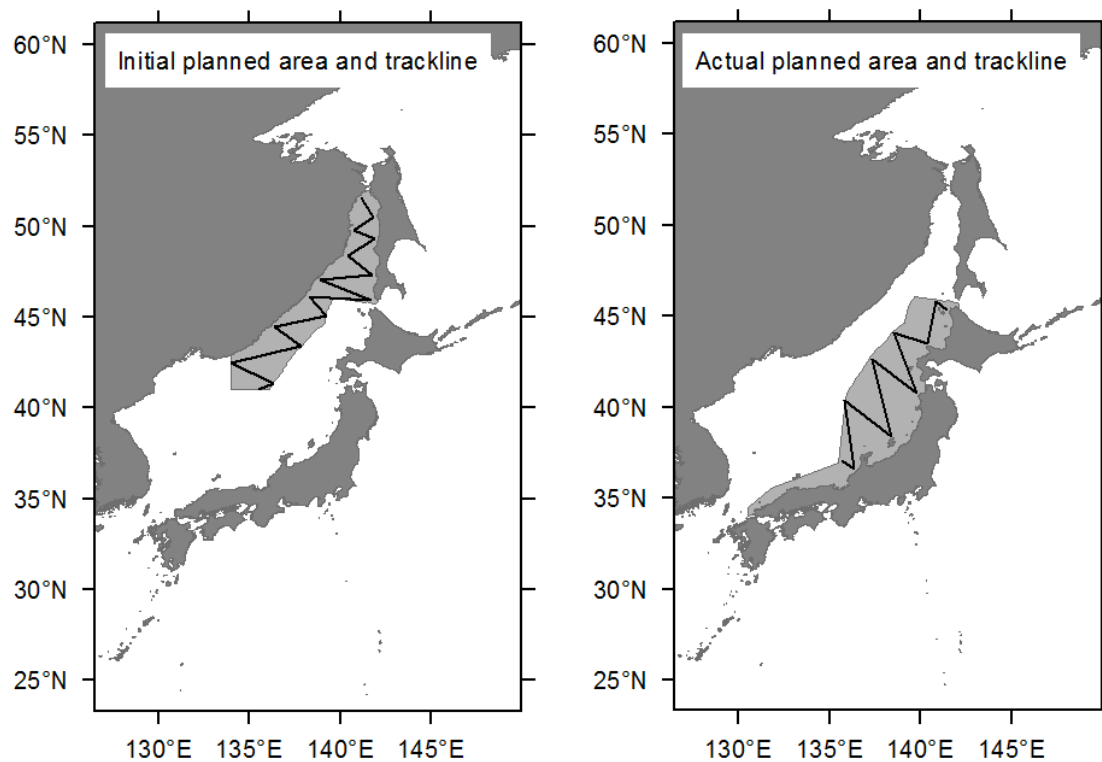 Initial planned area and trackline
60°N
55°N
50°N
45°N
40°N
35°N
30°N
25°N
130°E 135°E 140°E 145°E
Actual planned area and trackline
60°N
55°N
50°N
45°N
40°N
35°N
30°N
25°N
130°E 135°E 140°E 145°E